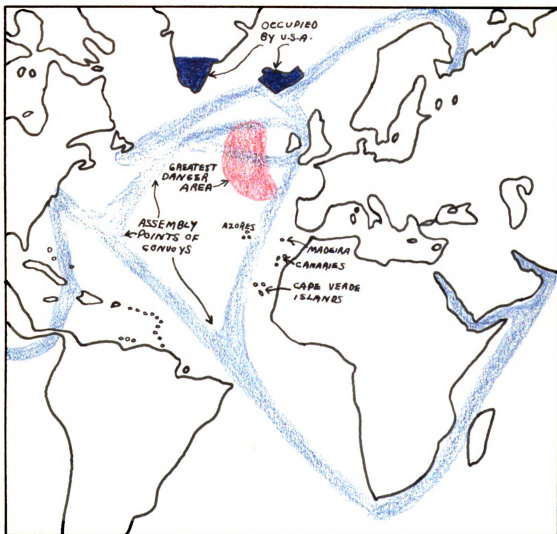 OCCUPIED
BY U.S.A.
GREATEST
DANGER
AREA
ASSEMBLY
POINTS OF
CONVOYS
AZORES
MADEIRA
CANARIES
CAPE VERDE
ISLANDS